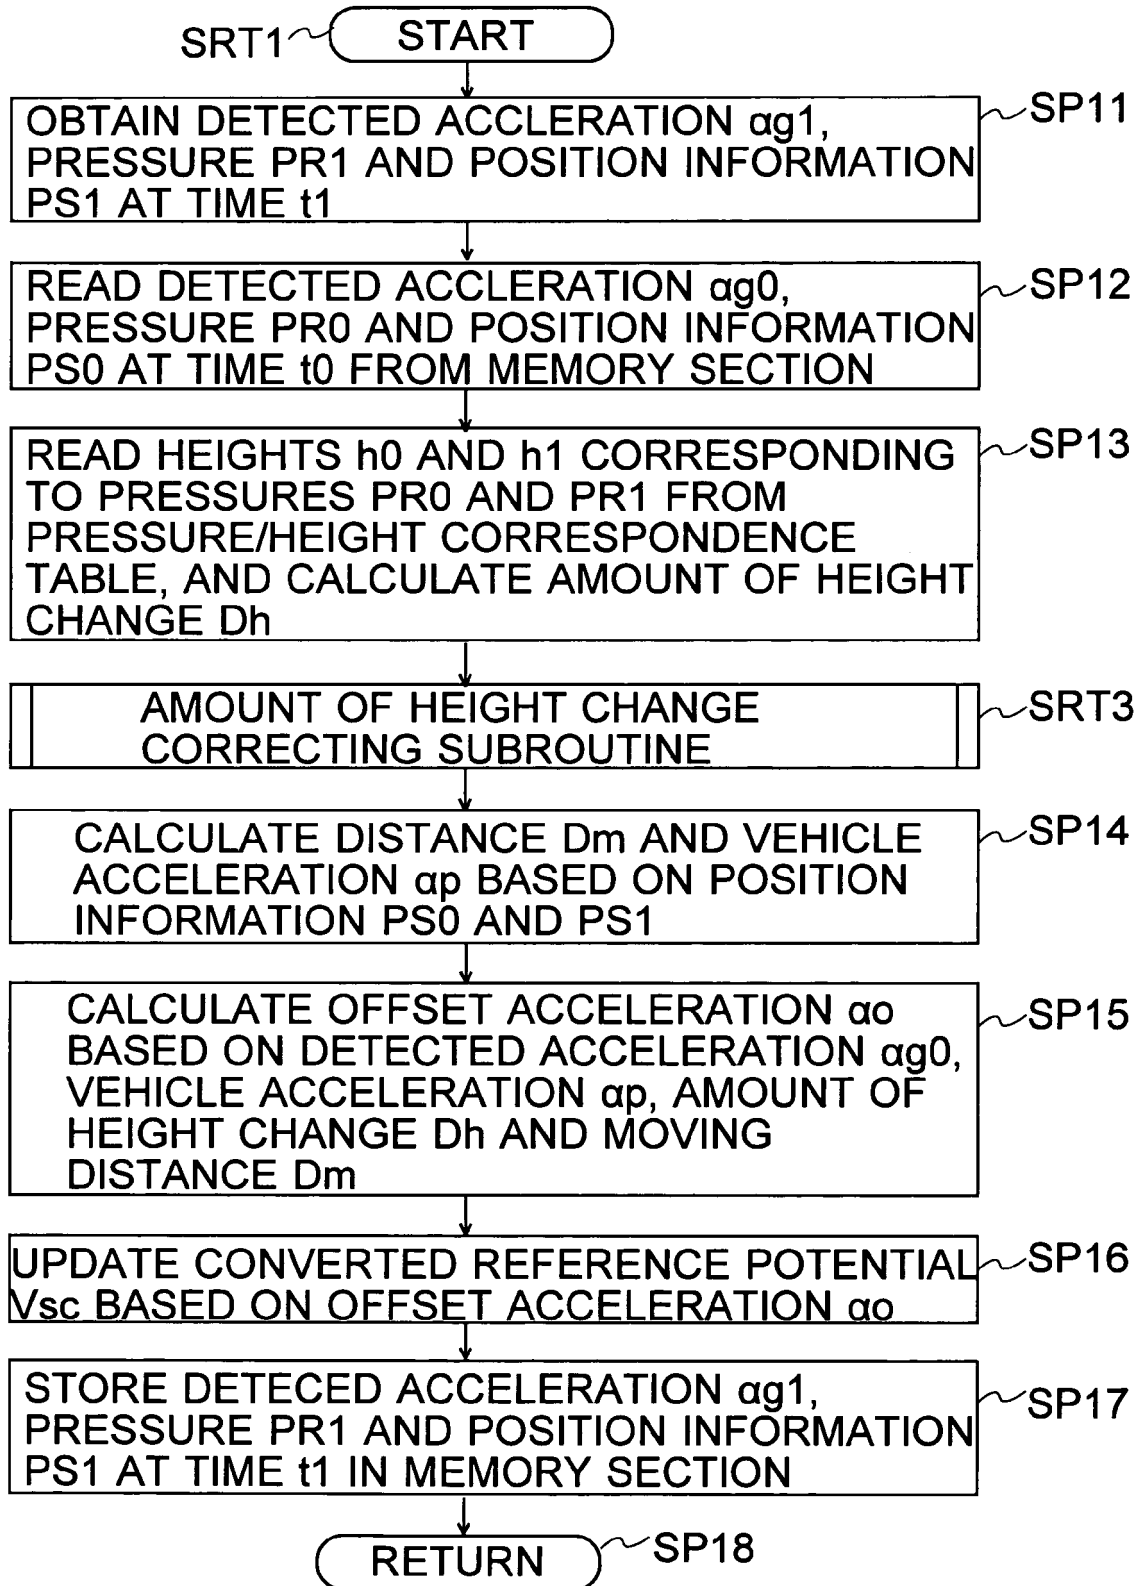 SRT1
START
SP11
OBTAIN DETECTED ACCLERATION αg1,
PRESSURE PR1 AND POSITION INFORMATION
PS1 AT TIME t1
SP12
READ DETECTED ACCLERATION αg0,
PRESSURE PR0 AND POSITION INFORMATION
PS0 AT TIME t0 FROM MEMORY SECTION
SP13
READ HEIGHTS h0 AND h1 CORRESPONDING
TO PRESSURES PR0 AND PR1 FROM
PRESSURE/HEIGHT CORRESPONDENCE
TABLE, AND CALCULATE AMOUNT OF HEIGHT
CHANGE Dh
SRT3
AMOUNT OF HEIGHT CHANGE
CORRECTING SUBROUTINE
SP14
CALCULATE DISTANCE Dm AND VEHICLE
ACCELERATION αp BASED ON POSITION
INFORMATION PS0 AND PS1
SP15
CALCULATE OFFSET ACCELERATION αo
BASED ON DETECTED ACCELERATION αg0,
VEHICLE ACCELERATION αp, AMOUNT OF
HEIGHT CHANGE Dh AND MOVING
DISTANCE Dm
SP16
UPDATE CONVERTED REFERENCE POTENTIAL
Vsc BASED ON OFFSET ACCELERATION αo
SP17
STORE DETECED ACCELERATION αg1,
PRESSURE PR1 AND POSITION INFORMATION
PS1 AT TIME t1 IN MEMORY SECTION
SP18
RETURN